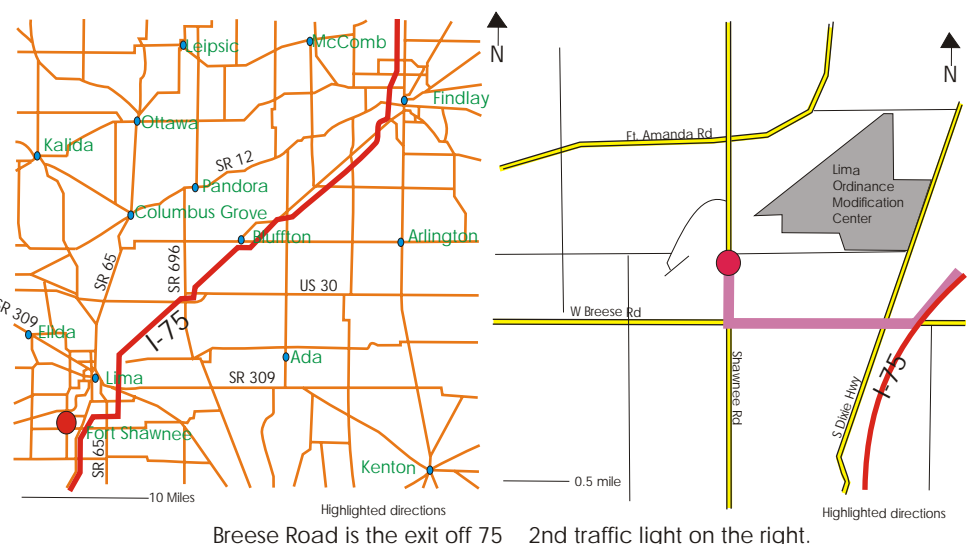 Leipsic
McComb
Findlay
Ottawa
Kalida
SR 12
Pandora
Columbus Grove
Bluffton
Arlington
SR 65
SR 696
US 30
SR 309
Ellda
I-75
Ada
Lima
SR 309
Fort Shawnee
SR 65
Kenton
10 Miles
Highlighted directions
N
N
Ft. Amanda Rd
Lima
Ordinance
Modification
Center
W Breese Rd
Shawnee Rd
S Dixie Hwy
I-75
0.5 mile
Highlighted directions
Breese Road is the exit off 75 2nd traffic light on the right.